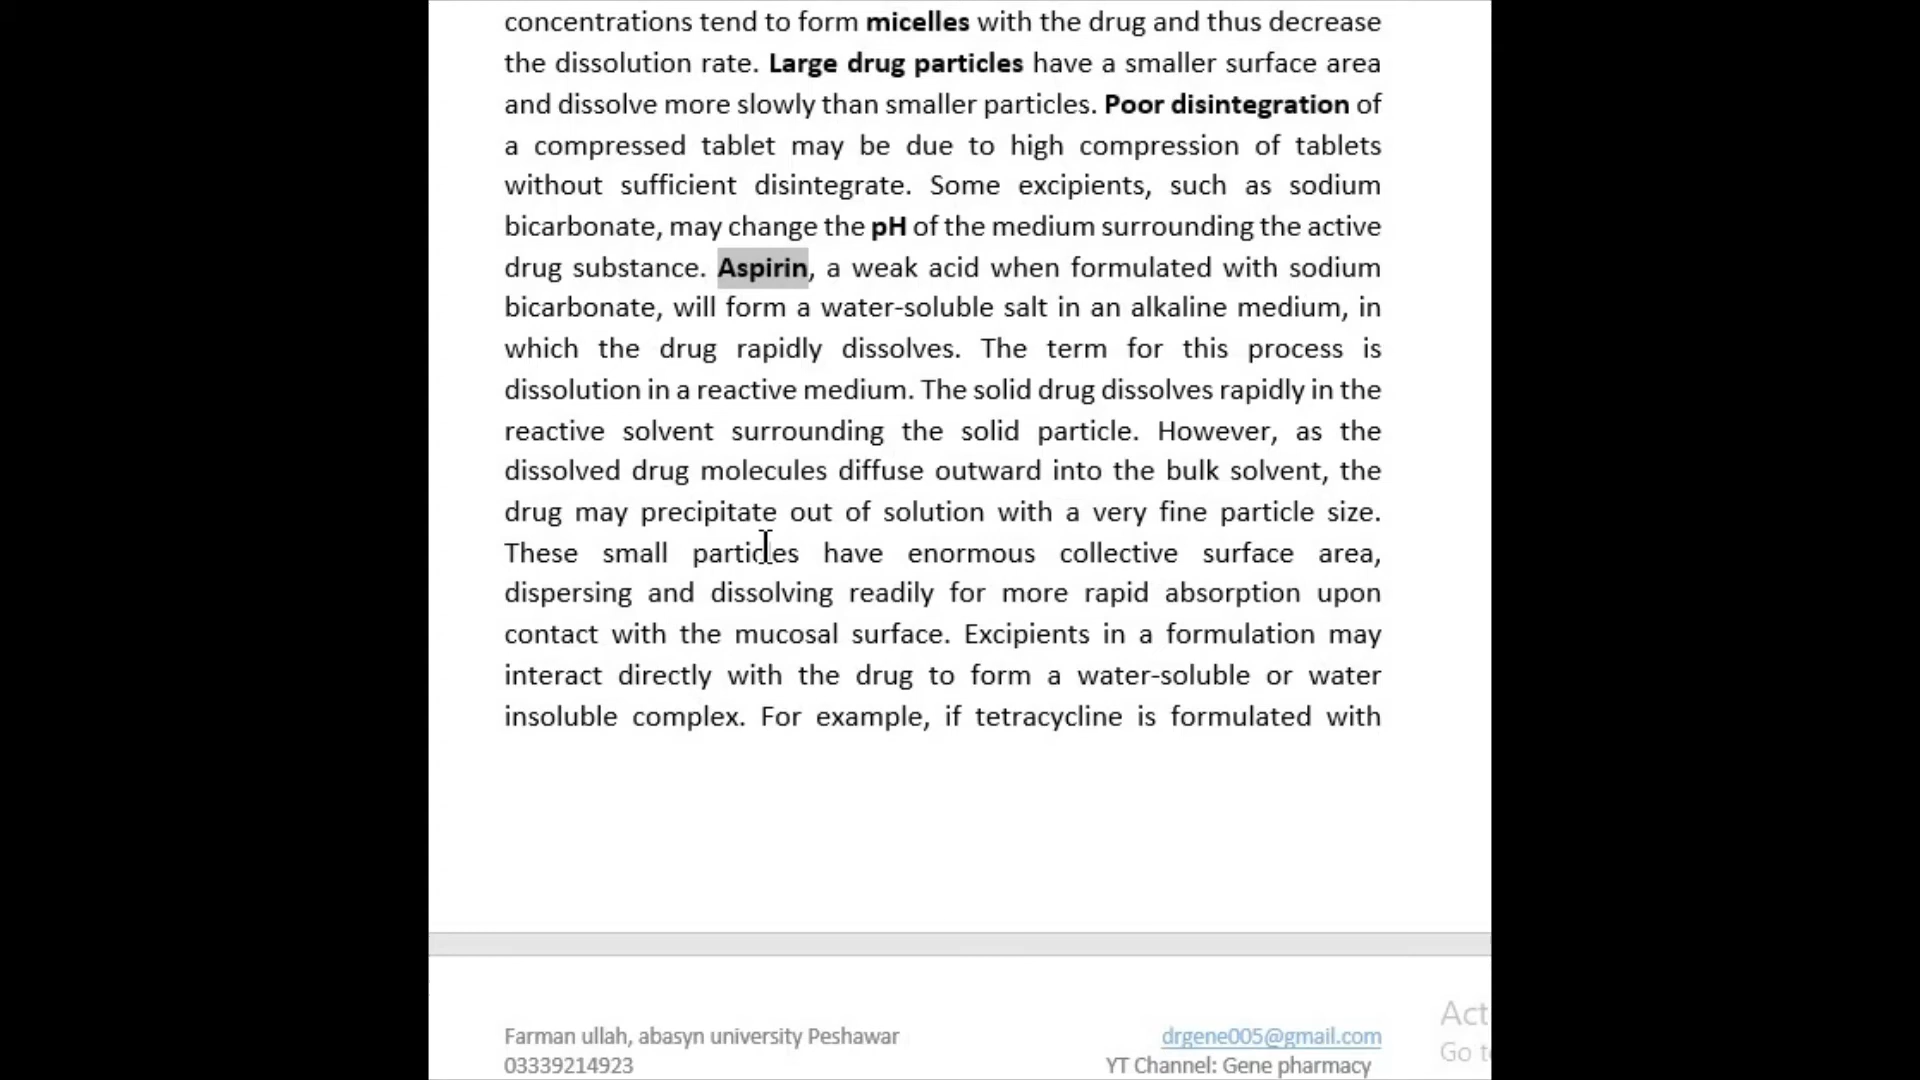 concentrations tend to form micelles with the drug and thus decrease
the dissolution rate. Large drug particles have a smaller surface area
and dissolve more slowly than smaller particles. Poor disintegration of
a compressed tablet may be due to high compression of tablets
without sufficient disintegrate. Some excipients, such as sodium
bicarbonate, may change the pH of the medium surrounding the active
drug substance. Aspirin, a weak acid when formulated with sodium
bicarbonate, will form a water-soluble salt in an alkaline medium, in
which the drug rapidly dissolves. The term for this process is
dissolution in a reactive medium. The solid drug dissolves rapidly in the
reactive solvent surrounding the solid particle. However, as the
dissolved drug molecules diffuse outward into the bulk solvent, the
drug may precipitate out of solution with a very fine particle size.
These small particles have enormous collective surface area,
dispersing and dissolving readily for more rapid absorption upon
contact with the mucosal surface. Excipients in a formulation may
interact directly with the drug to form a water-soluble or water
insoluble complex. For example, if tetracycline is formulated with
Farman ullah, abasyn university Peshawar drgene005@gmail.com
03339214923 YT Channel: Gene pharmacy
Act
Go t